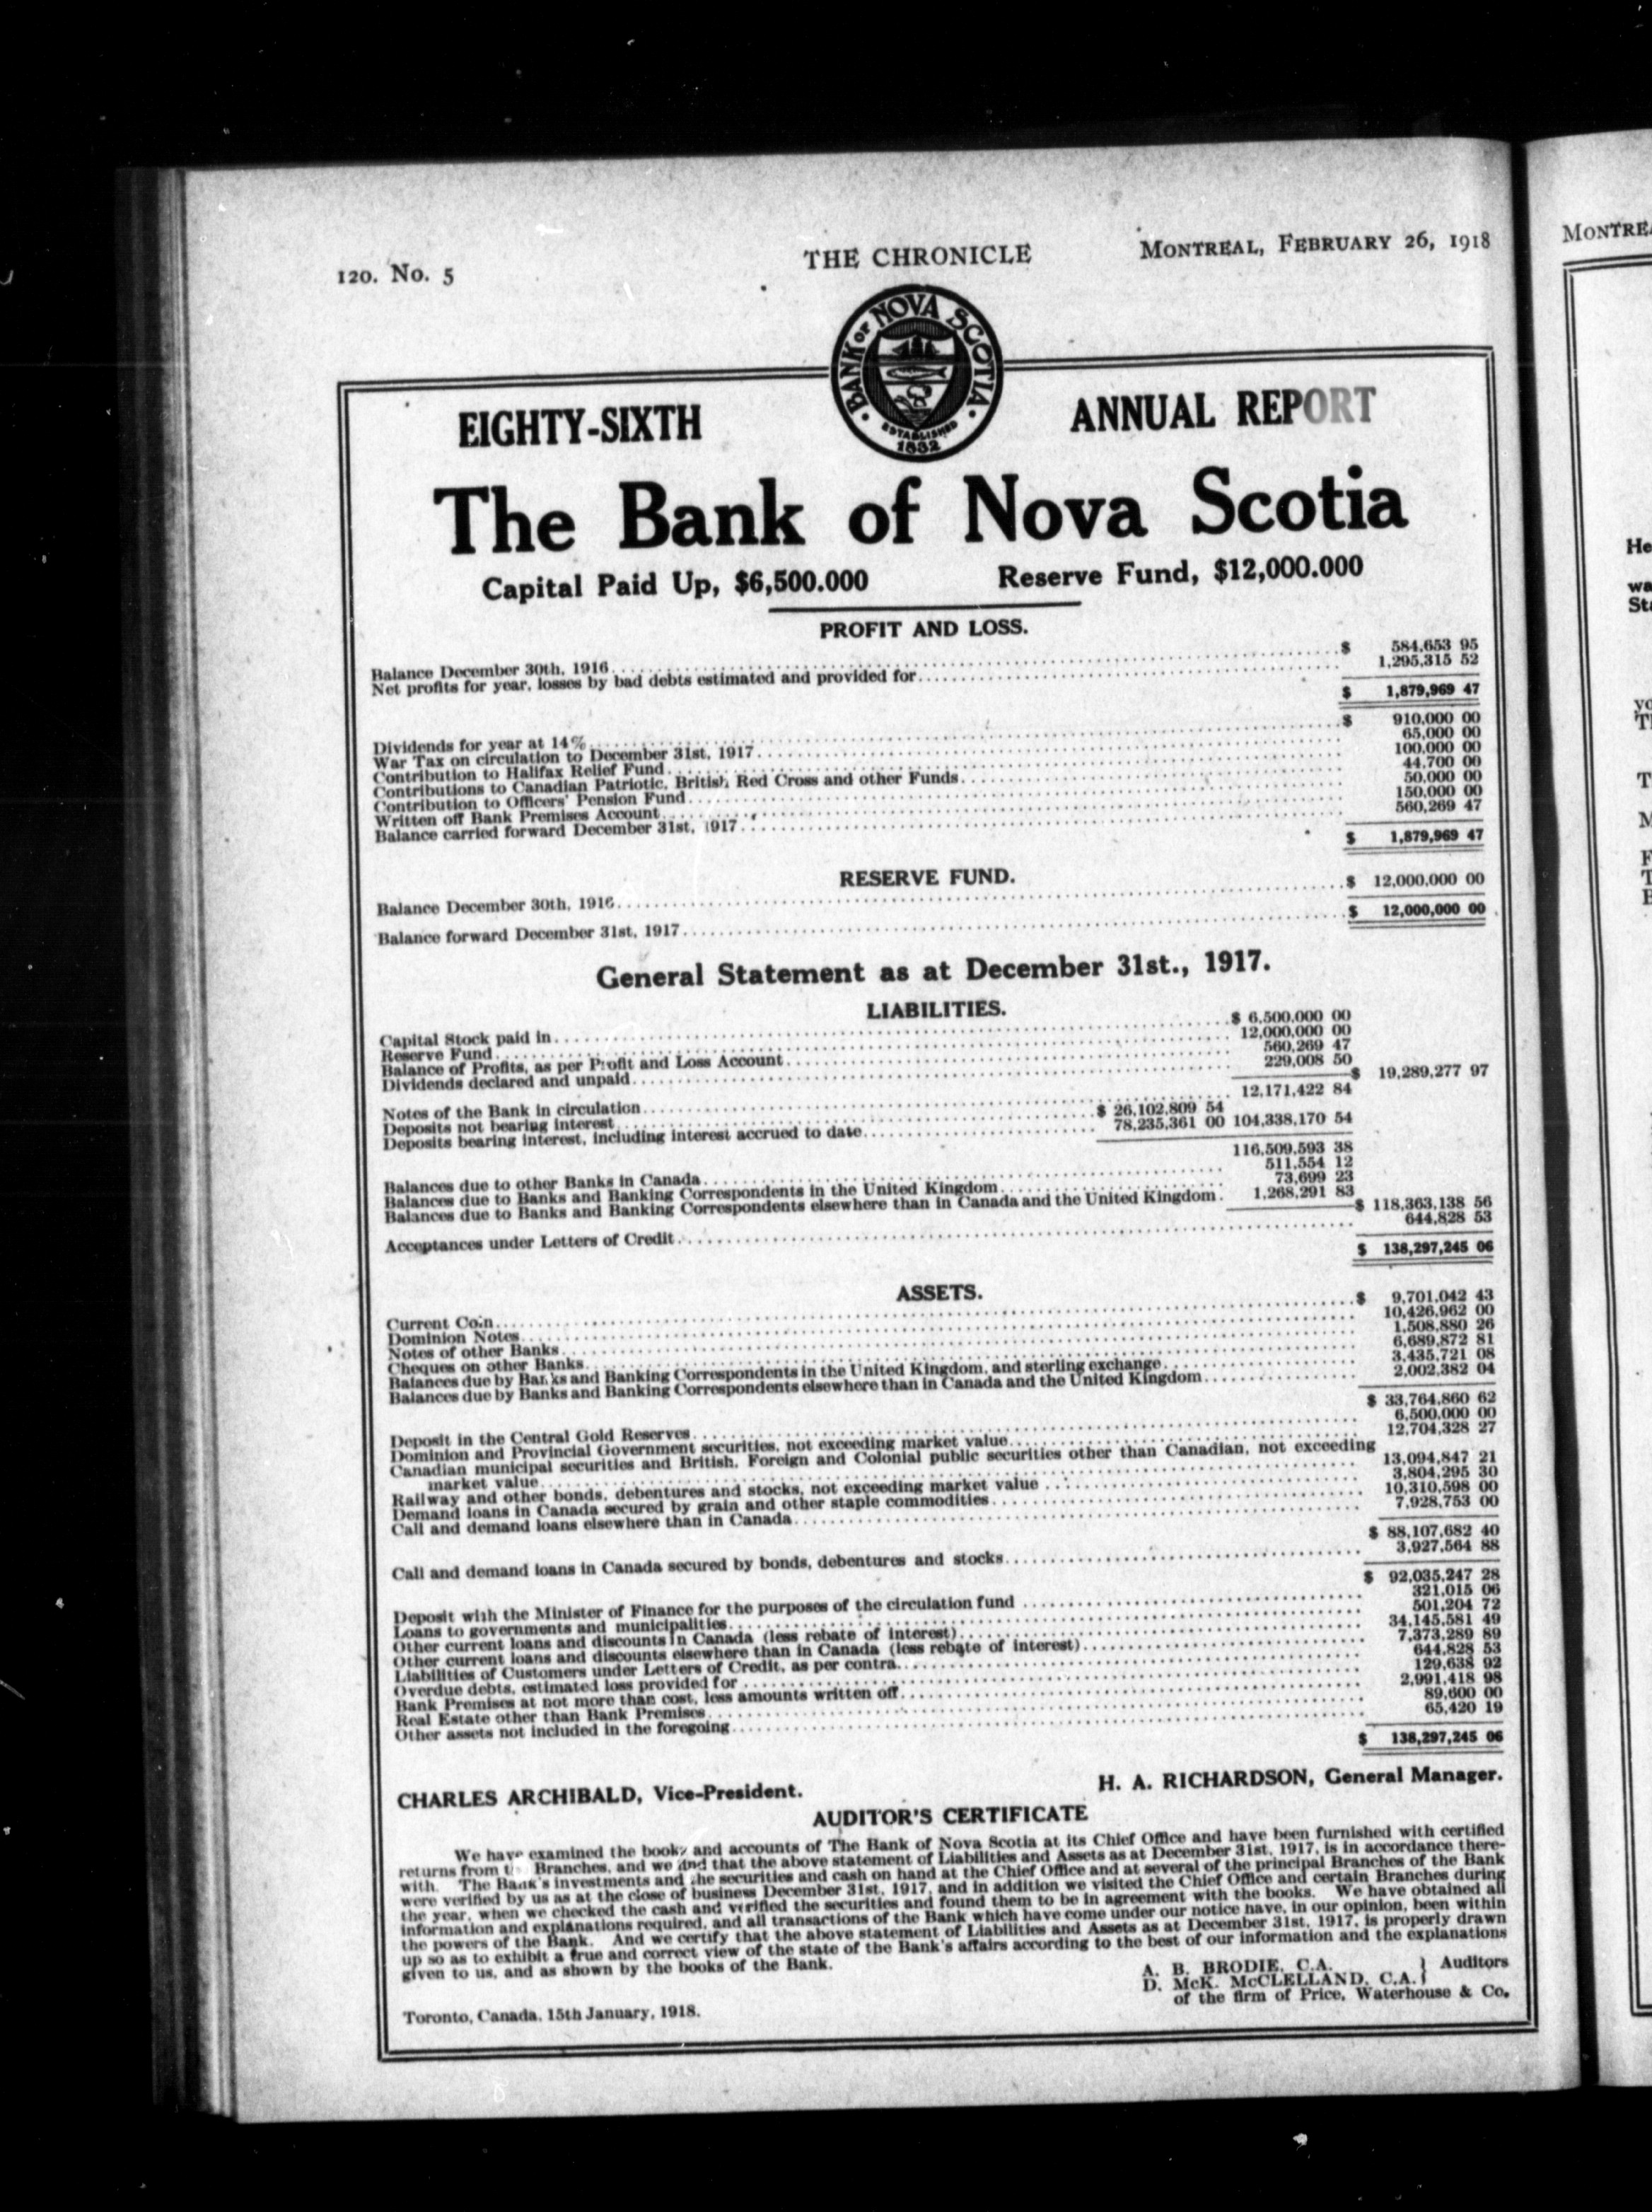 120. No. 5 THE CHRONICLE MONTREAL, FEBRUARY 26, 1918
BANK OF NOVA SCOTIA
ESTABLISHED
1832
EIGHTY-SIXTH ANNUAL REPORT
The Bank of Nova Scotia
Capital Paid Up, $6,500.000 Reserve Fund, $12,000.000
PROFIT AND LOSS.
Balance December 30th, 1916 $ 584,653 95
Net profits for year, losses by bad debts estimated and provided for 1,295,315 52
$ 1,879,969 47
Dividends for year at 14% $ 910,000 00
War Tax on circulation to December 31st, 1917 65,000 00
Contribution to Halifax Relief Fund 100,000 00
Contributions to Canadian Patriotic, British, Red Cross and other Funds 44,700 00
Contribution to Officers' Pension Fund 50,000 00
Written off Bank Premises Account 150,000 00
Balance carried forward December 31st, 1917 560,269 47
$ 1,879,969 47
RESERVE FUND.
Balance December 30th, 1916 $ 12,000,000 00
Balance forward December 31st, 1917 $ 12,000,000 00
General Statement as at December 31st., 1917.
LIABILITIES.
Capital Stock paid in $ 6,500,000 00
Reserve Fund 12,000,000 00
Balance of Profits, as per Profit and Loss Account 560,269 47
Dividends declared and unpaid 229,008 50
$ 19,289,277 97
Notes of the Bank in circulation 12,171,422 84
Deposits not bearing interest $ 26,102,809 54
Deposits bearing interest, including interest accrued to date 78,235,361 00 104,338,170 54
116,509,593 38
Balances due to other Banks in Canada 511,554 12
Balances due to Banks and Banking Correspondents in the United Kingdom 73,699 23
Balances due to Banks and Banking Correspondents elsewhere than in Canada and the United Kingdom. 1,268,291 83
$ 118,363,138 56
Acceptances under Letters of Credit 644,828 53
$ 138,297,245 06
ASSETS.
Current Coin $ 9,701,042 43
Dominion Notes 10,426,962 00
Notes of other Banks 1,508,880 26
Cheques on other Banks 6,689,872 81
Balances due by Banks and Banking Correspondents in the United Kingdom, and sterling exchange 3,435,721 08
Balances due by Banks and Banking Correspondents elsewhere than in Canada and the United Kingdom 2,002,382 04
$ 33,764,860 62
Deposit in the Central Gold Reserves 6,500,000 00
Dominion and Provincial Government securities, not exceeding market value 12,704,328 27
Canadian municipal securities and British, Foreign and Colonial public securities other than Canadian, not exceeding
market value 13,094,847 21
Railway and other bonds, debentures and stocks, not exceeding market value 3,804,295 30
Demand loans in Canada secured by grain and other staple commodities 10,310,598 00
Call and demand loans elsewhere than in Canada 7,928,753 00
$ 88,107,682 40
Call and demand loans in Canada secured by bonds, debentures and stocks 3,927,564 88
$ 92,035,247 28
Deposit with the Minister of Finance for the purposes of the circulation fund 321,015 06
Loans to governments and municipalities 501,204 72
Other current loans and discounts in Canada (less rebate of interest) 34,145,581 49
Other current loans and discounts elsewhere than in Canada (less rebate of interest) 7,373,289 89
Liabilities of Customers under Letters of Credit, as per contra 644,828 53
Overdue debts, estimated loss provided for 129,638 92
Bank Premises at not more than cost, less amounts written off 2,991,418 98
Real Estate other than Bank Premises 89,600 00
Other assets not included in the foregoing 65,420 19
$ 138,297,245 06
CHARLES ARCHIBALD, Vice-President. H. A. RICHARDSON, General Manager.
AUDITOR'S CERTIFICATE
We have examined the books and accounts of The Bank of Nova Scotia at its Chief Office and have been furnished with certified
returns from Branches, and we find that the above statement of Liabilities and Assets as at December 31st, 1917, is in accordance there-
with. The Bank's investments and the securities and cash on hand at the Chief Office and at several of the principal Branches of the Bank
were verified by us as at the close of business December 31st, 1917, and in addition we visited the Chief Office and certain Branches during
the year, when we checked the cash and verified the securities and found them to be in agreement with the books. We have obtained all
information and explanations required, and all transactions of the Bank which have come under our notice have, in our opinion, been within
the powers of the Bank. And we certify that the above statement of Liabilities and Assets as at December 31st, 1917, is properly drawn
up so as to exhibit a true and correct view of the state of the Bank's affairs according to the best of our information and the explanations
given to us, and as shown by the books of the Bank.
A. B. BRODIE, C.A. } Auditors
D. McK. McCLELLAND, C.A. }
of the firm of Price, Waterhouse & Co.
Toronto, Canada, 15th January, 1918.